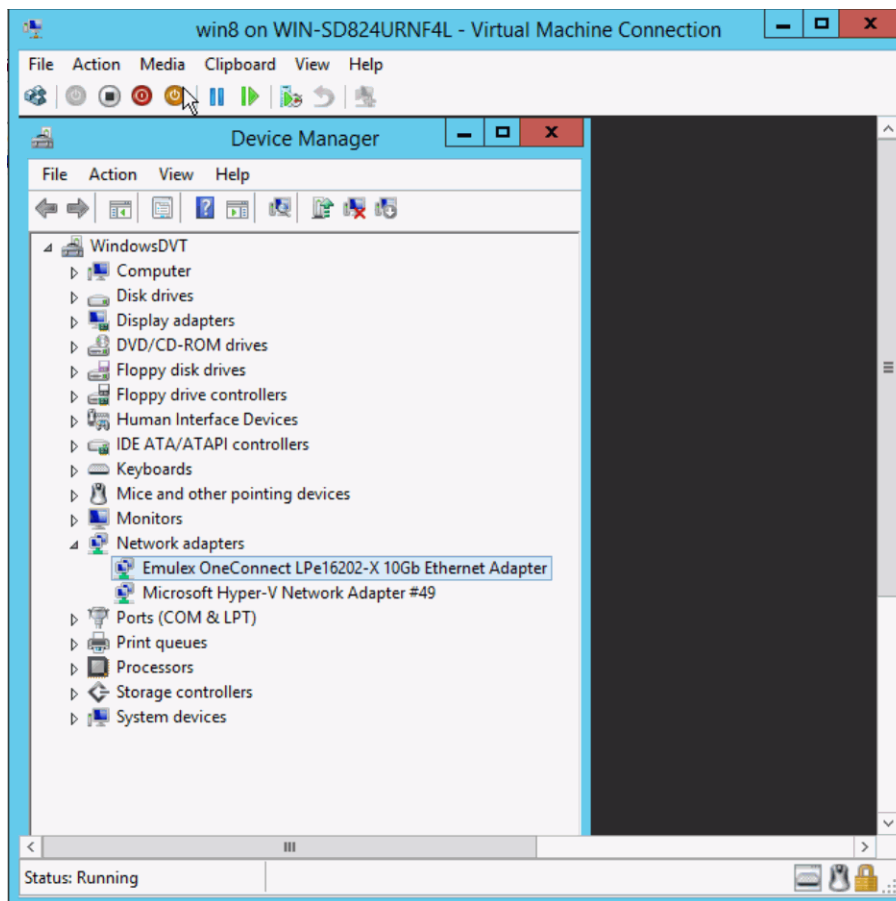 win8 on WIN-SD824URNF4L - Virtual Machine Connection
File Action Media Clipboard View Help
Device Manager
File Action View Help
WindowsDVT
Computer
Disk drives
Display adapters
DVD/CD-ROM drives
Floppy disk drives
Floppy drive controllers
Human Interface Devices
IDE ATA/ATAPI controllers
Keyboards
Mice and other pointing devices
Monitors
Network adapters
Emulex OneConnect LPe16202-X 10Gb Ethernet Adapter
Microsoft Hyper-V Network Adapter #49
Ports (COM & LPT)
Print queues
Processors
Storage controllers
System devices
Status: Running